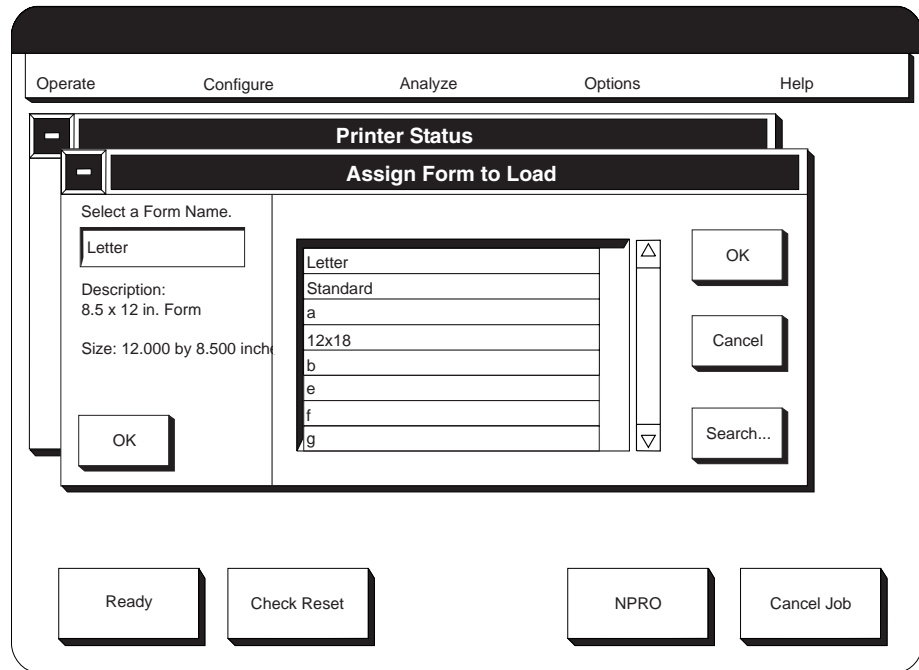 Operate Configure Analyze Options Help
Printer Status
Assign Form to Load
Select a Form Name.
Letter
Description:
8.5 x 12 in. Form
Size: 12.000 by 8.500 inche
OK
Letter
Standard
a
12x18
b
e
f
g
OK
Cancel
Search...
Ready Check Reset NPRO Cancel Job